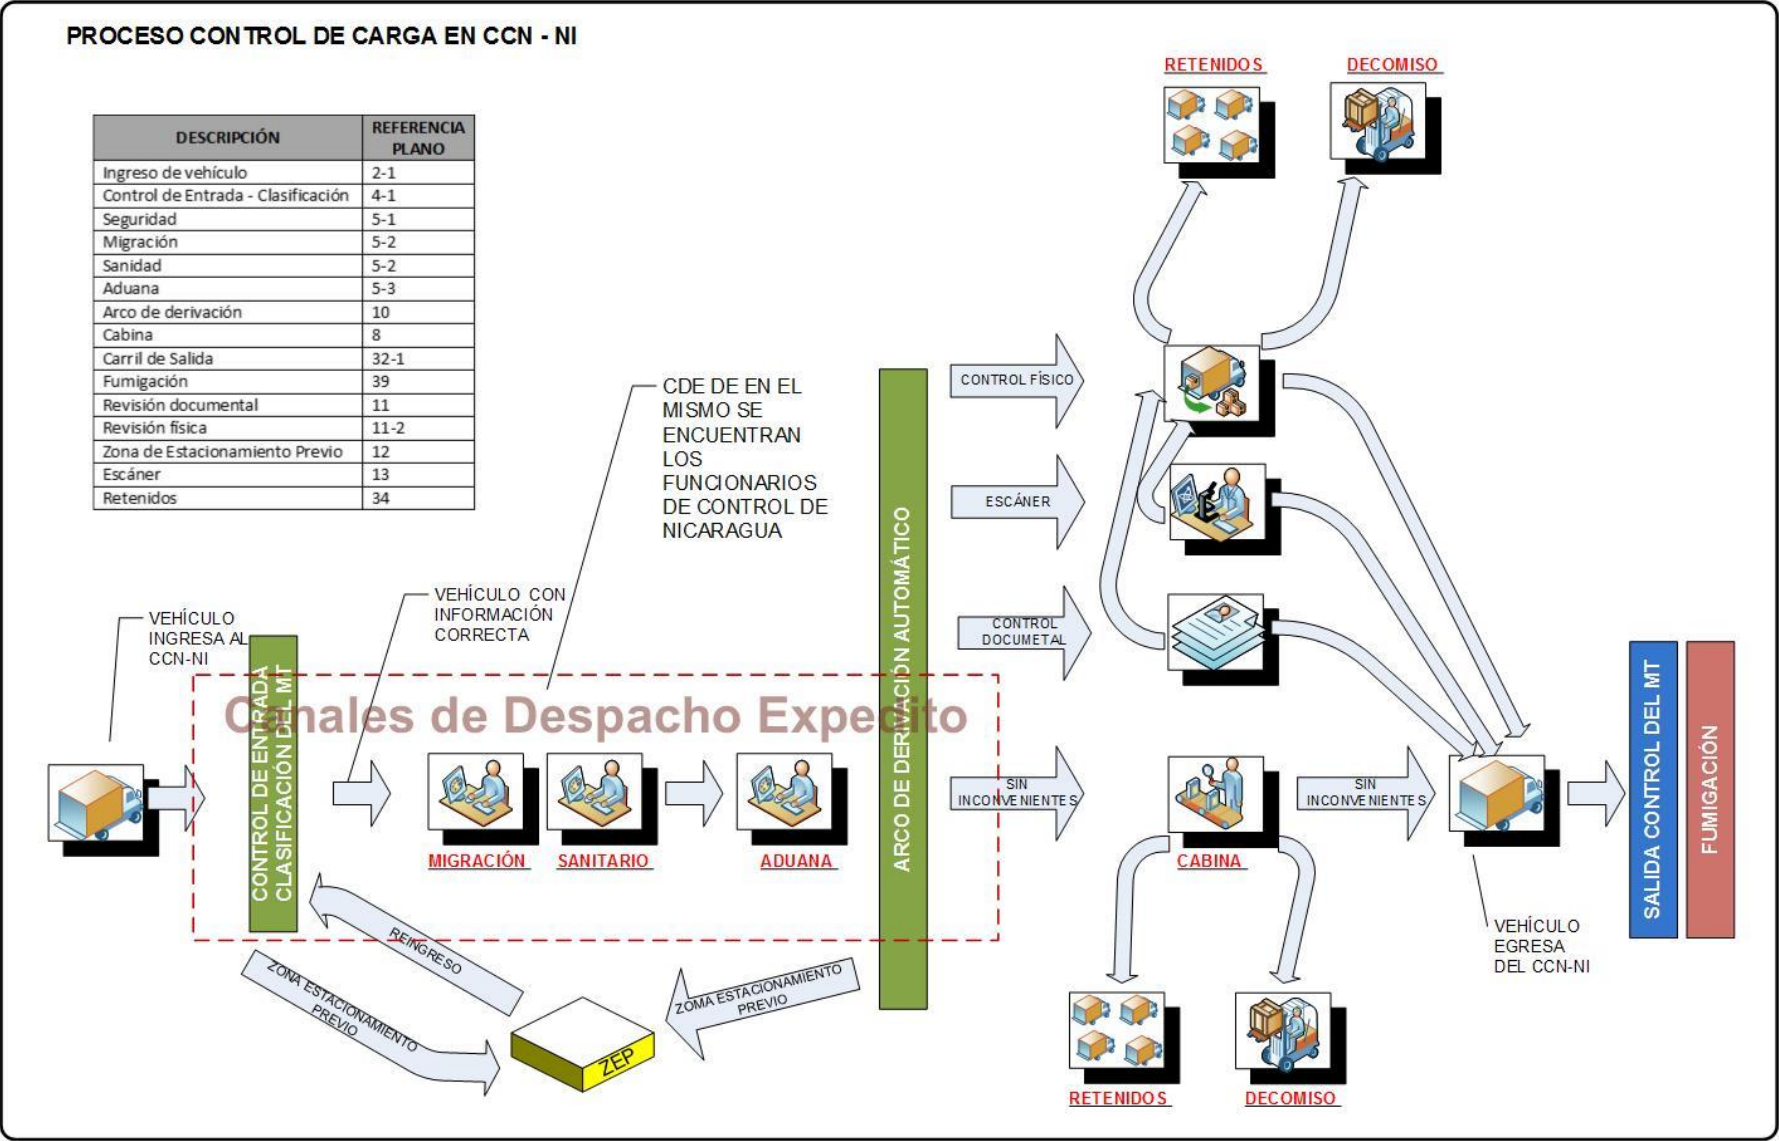 PROCESO CONTROL DE CARGA EN CCN - NI
DESCRIPCIÓN REFERENCIA PLANO
Ingreso de vehículo 2-1
Control de Entrada - Clasificación 4-1
Seguridad 5-1
Migración 5-2
Sanidad 5-2
Aduana 5-3
Arco de derivación 10
Cabina 8
Carril de Salida 32-1
Fumigación 39
Revisión documental 11
Revisión física 11-2
Zona de Estacionamiento Previo 12
Escáner 13
Retenidos 34
RETENIDOS
DECOMISO
CDE DE EN EL
MISMO SE
ENCUENTRAN
LOS
FUNCIONARIOS
DE CONTROL DE
NICARAGUA
CONTROL FÍSICO
ESCÁNER
CONTROL
DOCUMETAL
VEHÍCULO
INGRESA AL
CCN-NI
VEHÍCULO CON
INFORMACIÓN
CORRECTA
Canales de Despacho Expedito
CONTROL DE ENTRADA
CLASIFICACIÓN DEL MT
MIGRACIÓN
SANITARIO
ADUANA
ARCO DE DERIVACIÓN AUTOMÁTICO
SIN
INCONVENIENTES
CABINA
SIN
INCONVENIENTES
SALIDA CONTROL DEL MT
FUMIGACIÓN
VEHÍCULO
EGRESA
DEL CCN-NI
REINGRESO
ZONA ESTACIONAMIENTO
PREVIO
ZOMA ESTACIONAMIENTO
PREVIO
ZEP
RETENIDOS
DECOMISO